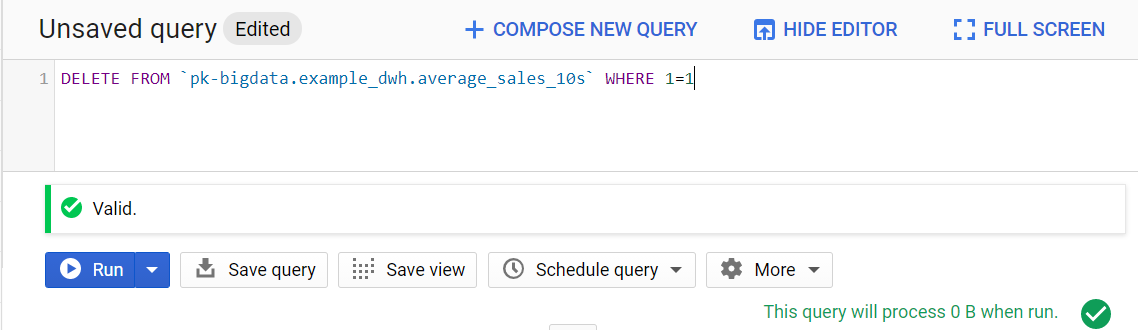 Unsaved query Edited COMPOSE NEW QUERY HIDE EDITOR FULL SCREEN
1 DELETE FROM `pk-bigdata.example_dwh.average_sales_10s` WHERE 1=1
Valid.
Run Save query Save view Schedule query More
This query will process 0 B when run.